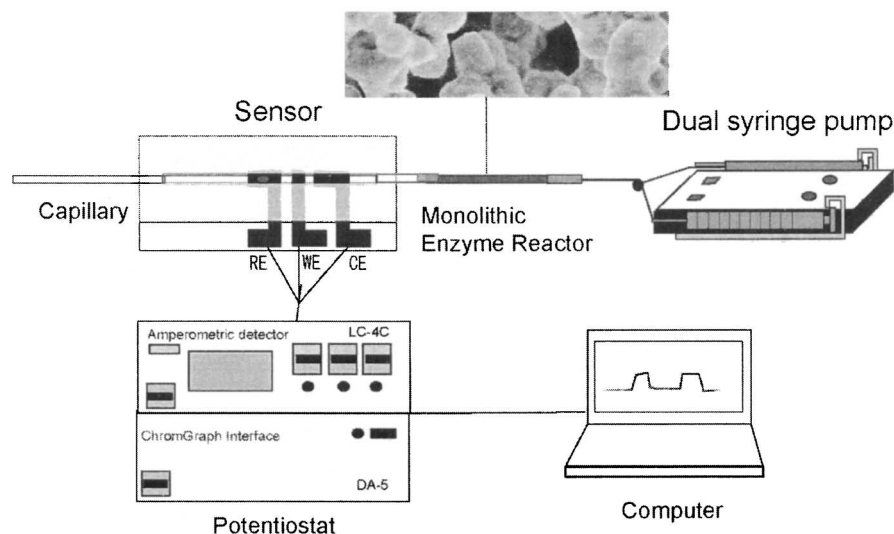 Sensor
Dual syringe pump
Capillary
Monolithic
Enzyme Reactor
RE WE CE
Amperometric detector LC-4C
ChromGraph Interface
DA-5
Potentiostat
Computer